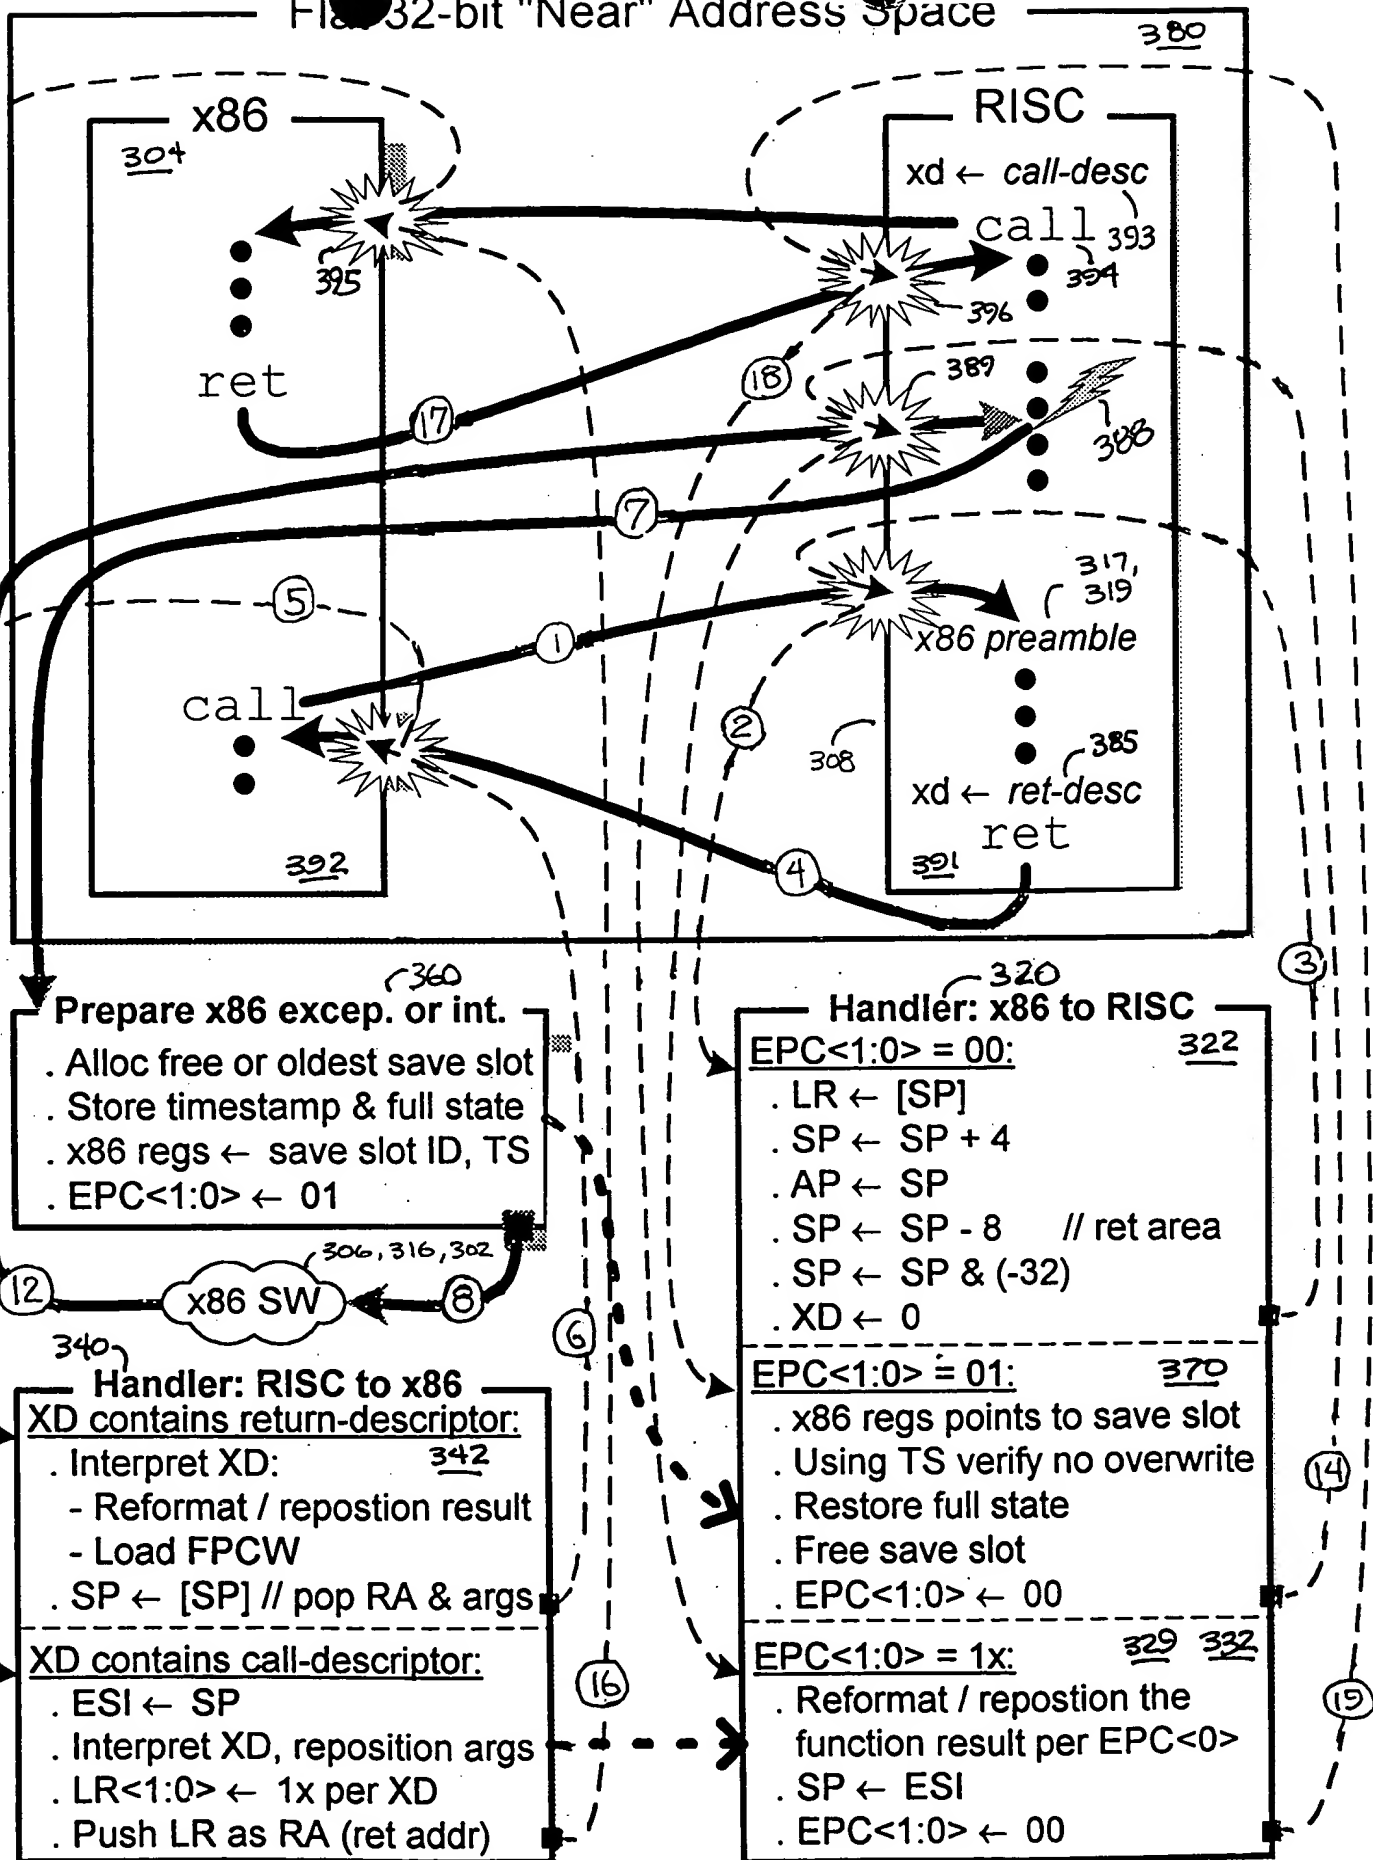 32-bit "Near" Address Space
380
x86
RISC
304
xd ← call-desc
call 393
394
395
396
ret
18
389
17
388
7
5
317,
319
1
x86 preamble
call
2
308
385
xd ← ret-desc
ret
392
391
4
3
360
Prepare x86 excep. or int.
. Alloc free or oldest save slot
. Store timestamp & full state
. x86 regs ← save slot ID, TS
. EPC<1:0> ← 01
306, 316, 302
12
x86 SW
8
6
340
Handler: RISC to x86
XD contains return-descriptor:
. Interpret XD: 342
- Reformat / repostion result
- Load FPCW
. SP ← [SP] // pop RA & args
XD contains call-descriptor:
. ESI ← SP
. Interpret XD, reposition args
. LR<1:0> ← 1x per XD
. Push LR as RA (ret addr)
16
320
Handler: x86 to RISC
EPC<1:0> = 00: 322
. LR ← [SP]
. SP ← SP + 4
. AP ← SP
. SP ← SP - 8 // ret area
. SP ← SP & (-32)
. XD ← 0
EPC<1:0> = 01: 370
. x86 regs points to save slot
. Using TS verify no overwrite
. Restore full state
. Free save slot
. EPC<1:0> ← 00
14
EPC<1:0> = 1x: 329 332
. Reformat / repostion the
function result per EPC<0>
. SP ← ESI
. EPC<1:0> ← 00
19